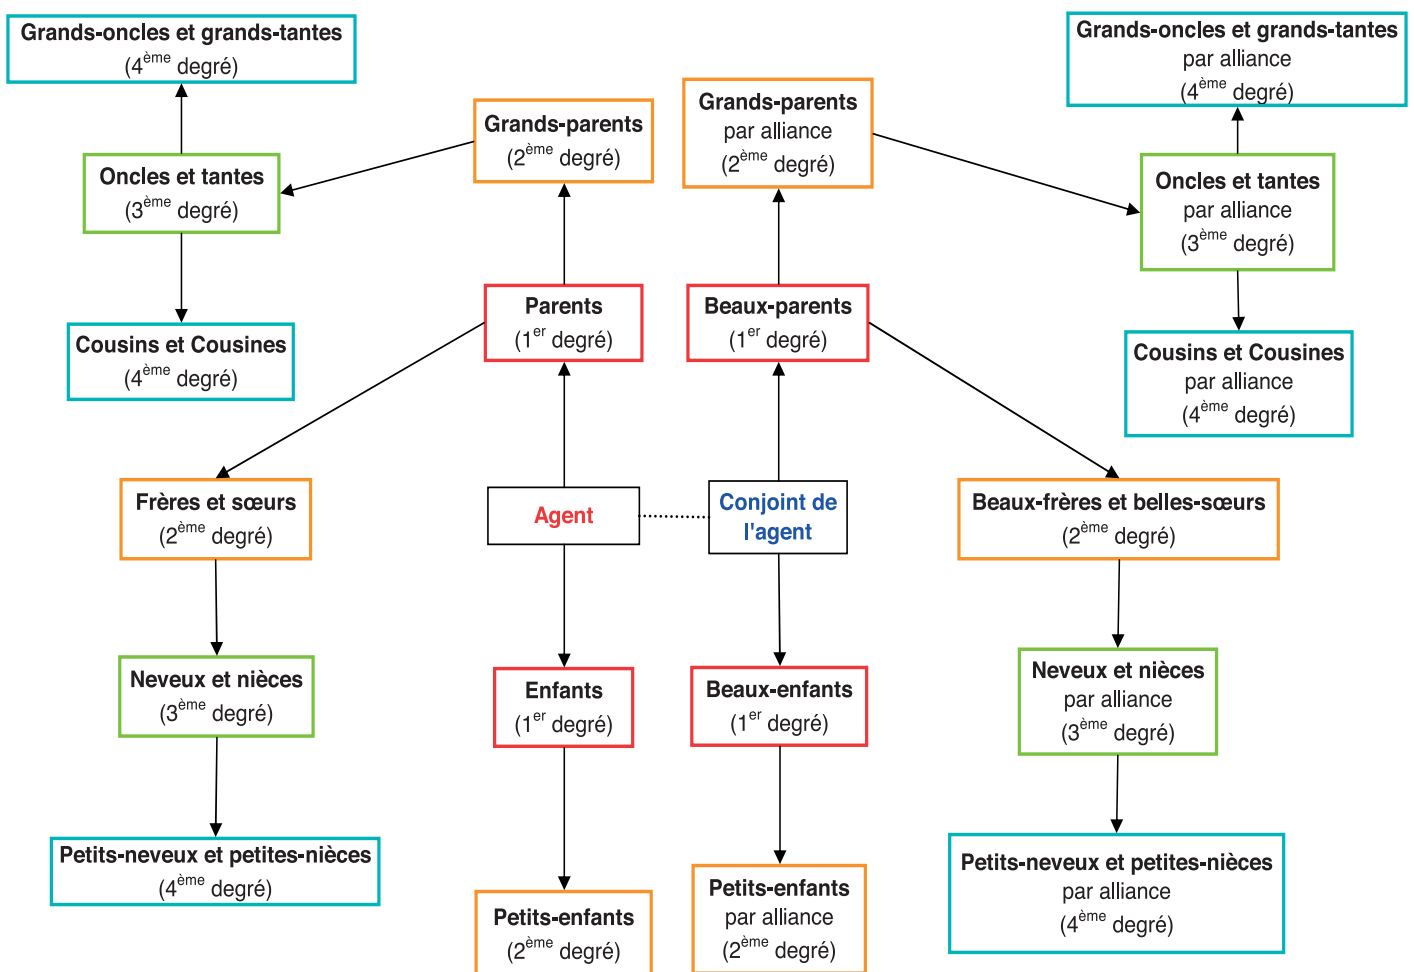 Grands-oncles et grands-tantes
(4ème degré)
Grands-oncles et grands-tantes
par alliance
(4ème degré)
Grands-parents
(2ème degré)
Grands-parents
par alliance
(2ème degré)
Oncles et tantes
(3ème degré)
Oncles et tantes
par alliance
(3ème degré)
Parents
(1er degré)
Beaux-parents
(1er degré)
Cousins et Cousines
(4ème degré)
Cousins et Cousines
par alliance
(4ème degré)
Frères et sœurs
(2ème degré)
Agent
Conjoint de
l'agent
Beaux-frères et belles-sœurs
(2ème degré)
Neveux et nièces
(3ème degré)
Enfants
(1er degré)
Beaux-enfants
(1er degré)
Neveux et nièces
par alliance
(3ème degré)
Petits-neveux et petites-nièces
(4ème degré)
Petits-enfants
(2ème degré)
Petits-enfants
par alliance
(2ème degré)
Petits-neveux et petites-nièces
par alliance
(4ème degré)